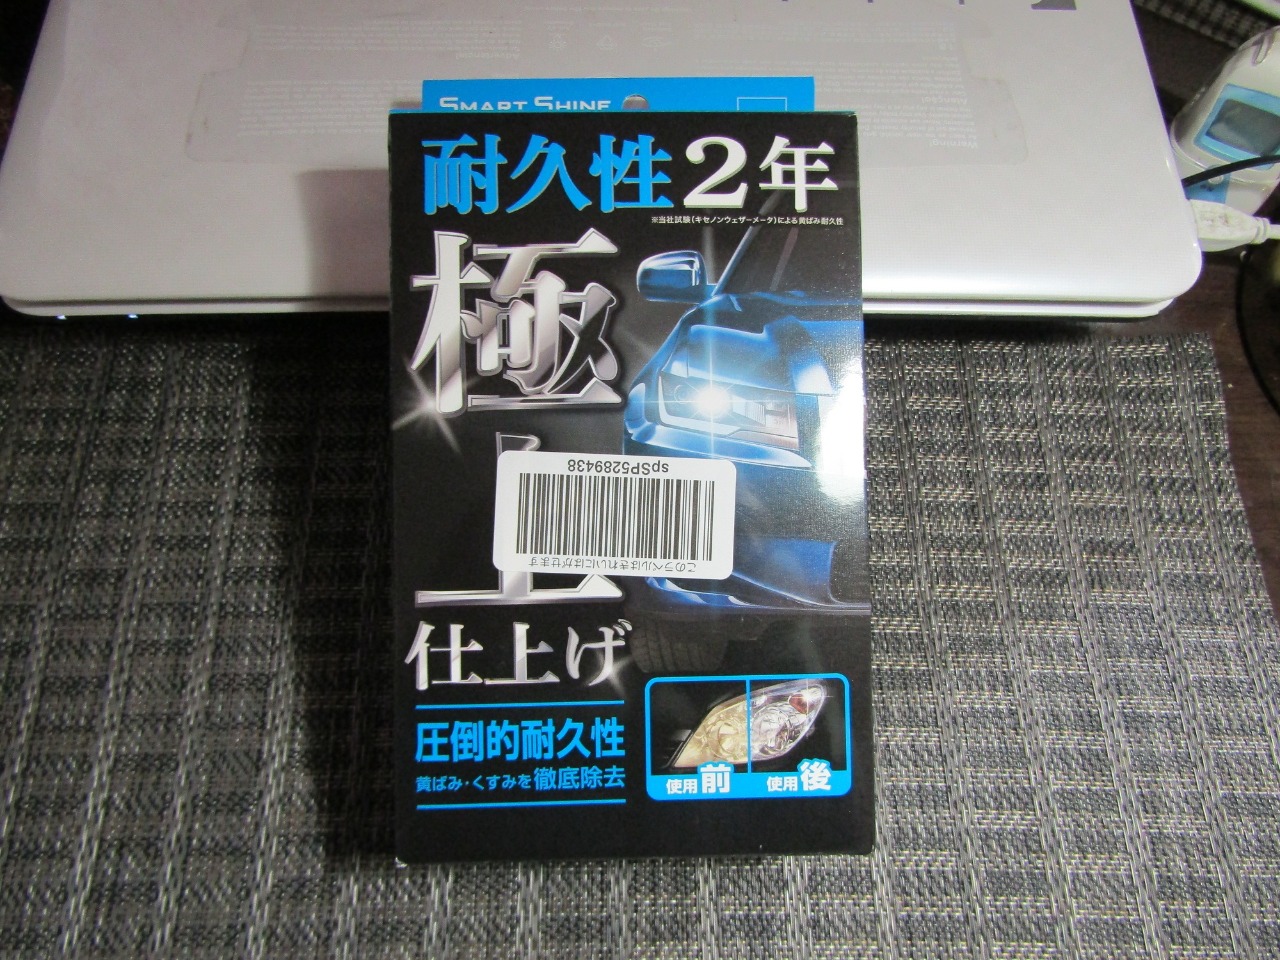 Warning!
SMART SHINE
耐久性2年
※当社試験(キセノンウェザーメータ)による黄ばみ耐久性
極上
仕上げ
spSP5289438
このラベルはきれいにはがせます
圧倒的耐久性
黄ばみ・くすみを徹底除去
使用前
使用後